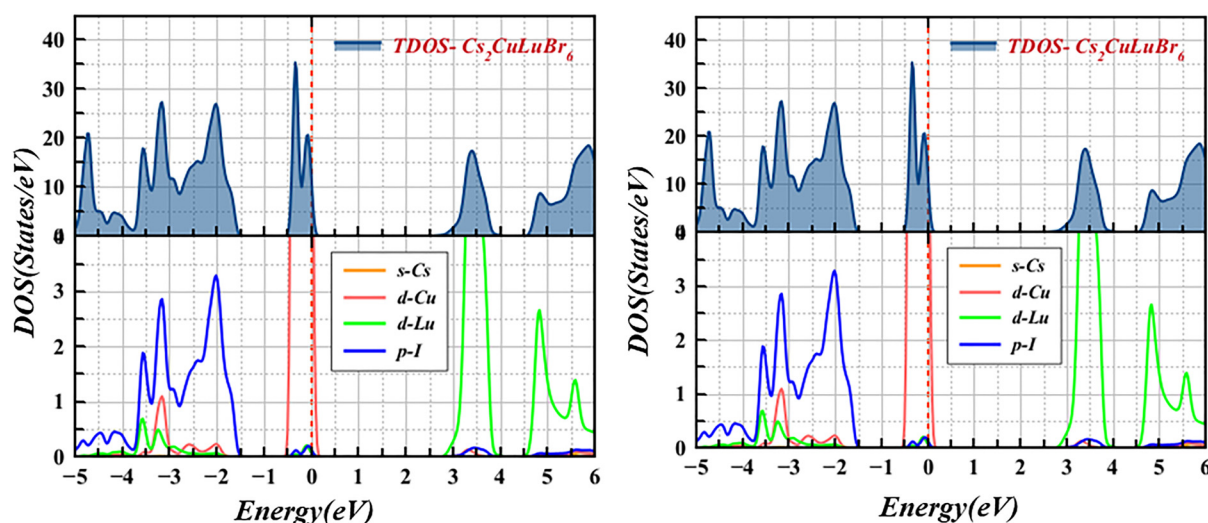 TDOS- Cs₂CuLuBr₆
40
30
20
10
0
DOS(States/eV)
4
3
2
1
0
s-Cs
d-Cu
d-Lu
p-I
−5 −4 −3 −2 −1 0 1 2 3 4 5 6
Energy(eV)
TDOS- Cs₂CuLuBr₆
40
30
20
10
0
DOS(States/eV)
3
2
1
0
s-Cs
d-Cu
d-Lu
p-I
−5 −4 −3 −2 −1 0 1 2 3 4 5 6
Energy(eV)